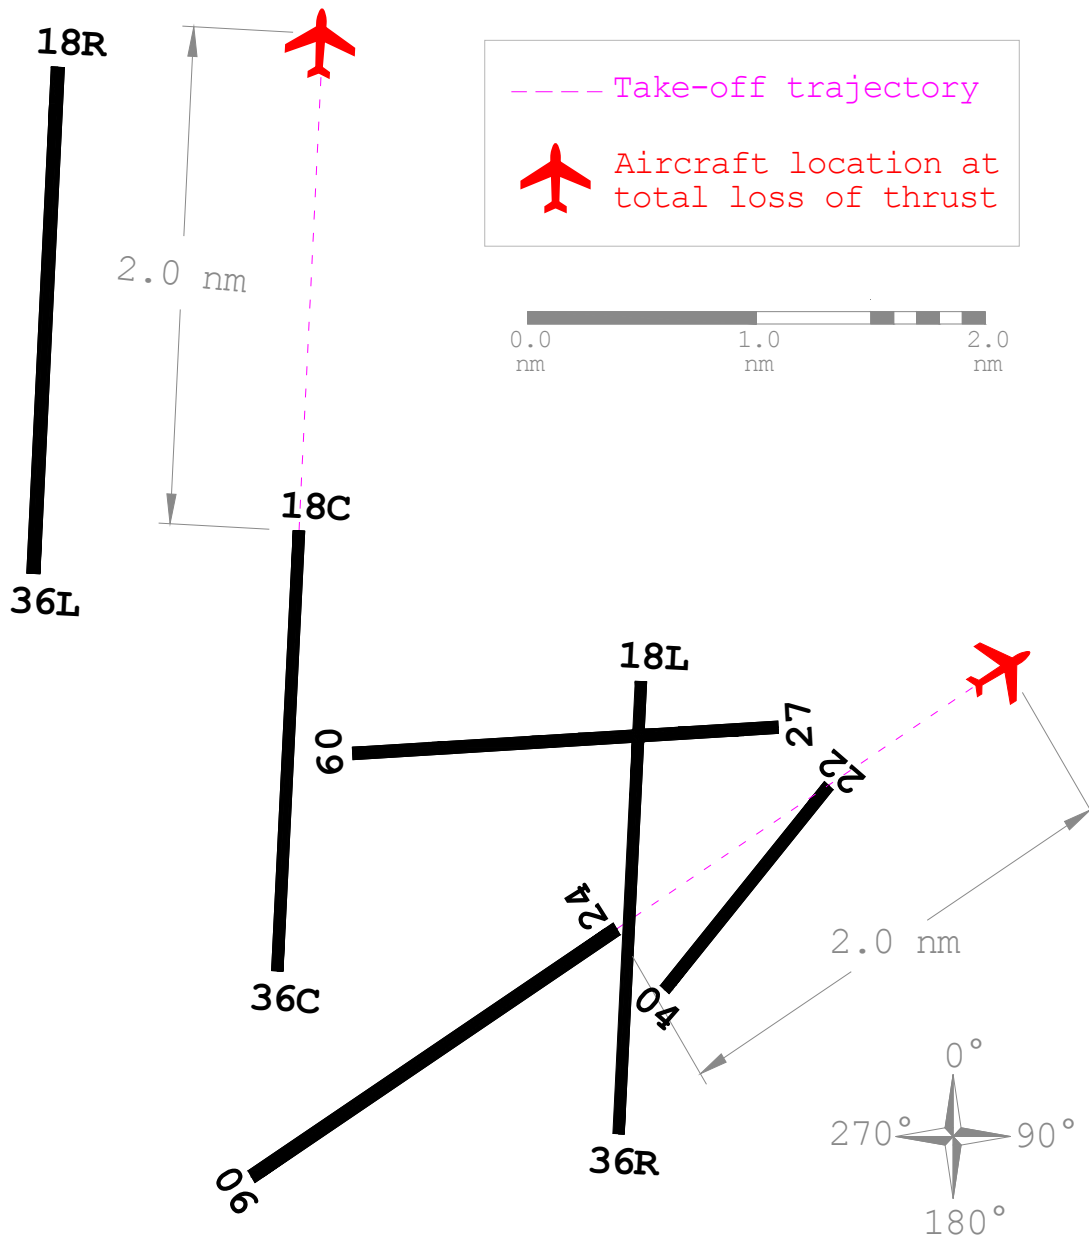 18R
Take-off trajectory
Aircraft location at
total loss of thrust
2.0 nm
0.0
nm
1.0
nm
2.0
nm
18C
36L
18L
27
09
22
24
2.0 nm
36C
04
0°
270°
90°
36R
06
180°